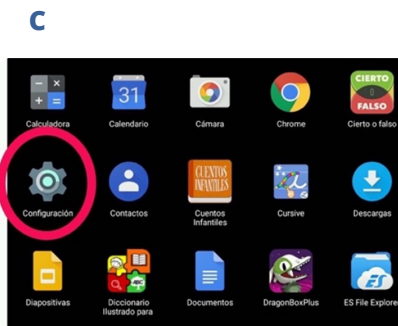 C
CIERTO
FALSO
31
Calculadora
Calendario
Cámara
Chrome
Cierto o falso
CUENTOS
INFANTILES
Configuración
Contactos
Cuentos
Infantiles
Cursive
Descargas
Diapositivas
Diccionario
Ilustrado para
Documentos
DragonBoxPlus
ES File Explorer